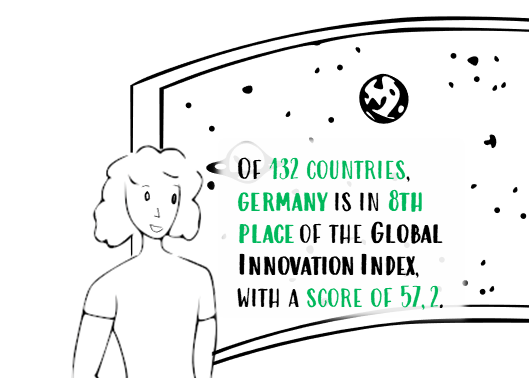 Of 132 countries,
germany is in 8th
place of the Global
Innovation Index,
with a score of 57,2.